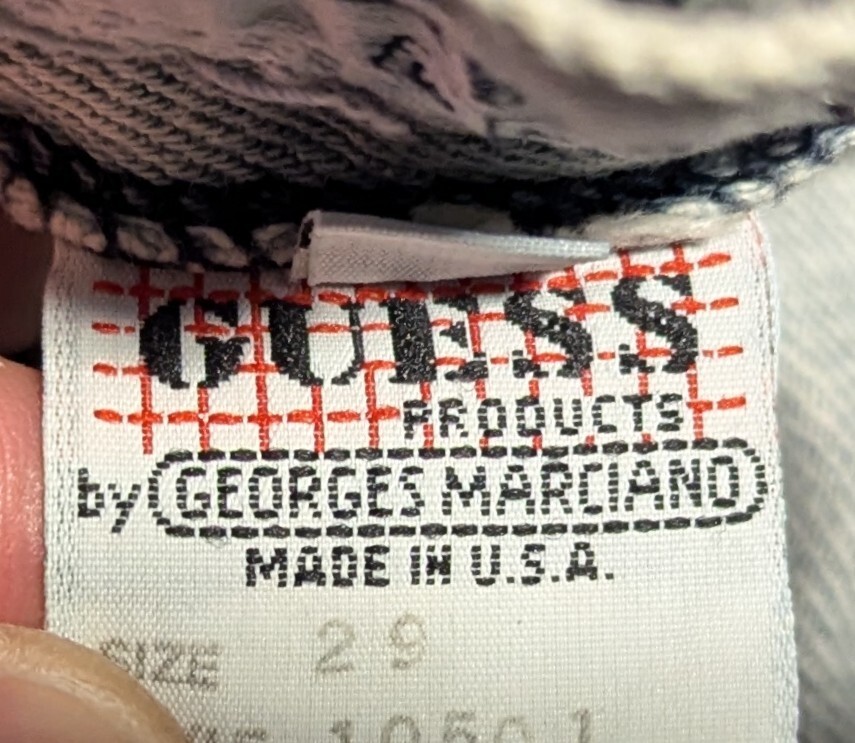 GUESS
PRODUCTS
by GEORGES MARCIANO
MADE IN U.S.A.
SIZE 29